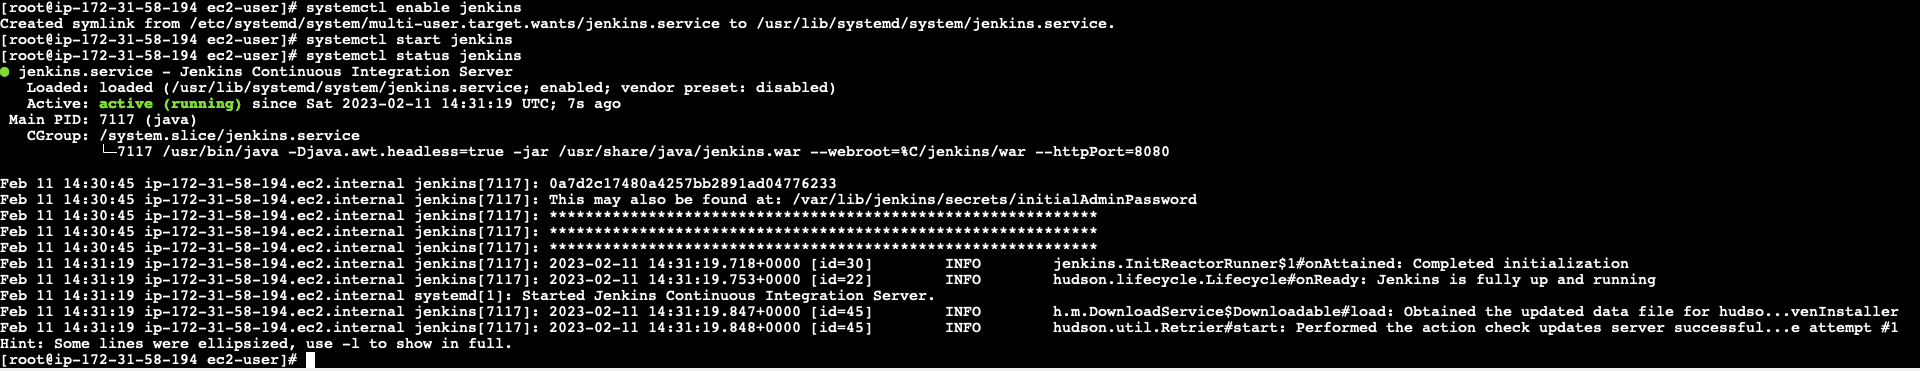 [root@ip-172-31-58-194 ec2-user]# systemctl enable jenkins
Created symlink from /etc/systemd/system/multi-user.target.wants/jenkins.service to /usr/lib/systemd/system/jenkins.service.
[root@ip-172-31-58-194 ec2-user]# systemctl start jenkins
[root@ip-172-31-58-194 ec2-user]# systemctl status jenkins
● jenkins.service - Jenkins Continuous Integration Server
   Loaded: loaded (/usr/lib/systemd/system/jenkins.service; enabled; vendor preset: disabled)
   Active: active (running) since Sat 2023-02-11 14:31:19 UTC; 7s ago
 Main PID: 7117 (java)
   CGroup: /system.slice/jenkins.service
           └─7117 /usr/bin/java -Djava.awt.headless=true -jar /usr/share/java/jenkins.war --webroot=%C/jenkins/war --httpPort=8080
Feb 11 14:30:45 ip-172-31-58-194.ec2.internal jenkins[7117]: 0a7d2c17480a4257bb2891ad04776233
Feb 11 14:30:45 ip-172-31-58-194.ec2.internal jenkins[7117]: This may also be found at: /var/lib/jenkins/secrets/initialAdminPassword
Feb 11 14:30:45 ip-172-31-58-194.ec2.internal jenkins[7117]: *************************************************************
Feb 11 14:30:45 ip-172-31-58-194.ec2.internal jenkins[7117]: *************************************************************
Feb 11 14:30:45 ip-172-31-58-194.ec2.internal jenkins[7117]: *************************************************************
Feb 11 14:31:19 ip-172-31-58-194.ec2.internal jenkins[7117]: 2023-02-11 14:31:19.718+0000 [id=30]        INFO        jenkins.InitReactorRunner$1#onAttained: Completed initialization
Feb 11 14:31:19 ip-172-31-58-194.ec2.internal jenkins[7117]: 2023-02-11 14:31:19.753+0000 [id=22]        INFO        hudson.lifecycle.Lifecycle#onReady: Jenkins is fully up and running
Feb 11 14:31:19 ip-172-31-58-194.ec2.internal systemd[1]: Started Jenkins Continuous Integration Server.
Feb 11 14:31:19 ip-172-31-58-194.ec2.internal jenkins[7117]: 2023-02-11 14:31:19.847+0000 [id=45]        INFO        h.m.DownloadService$Downloadable#load: Obtained the updated data file for hudso...venInstaller
Feb 11 14:31:19 ip-172-31-58-194.ec2.internal jenkins[7117]: 2023-02-11 14:31:19.848+0000 [id=45]        INFO        hudson.util.Retrier#start: Performed the action check updates server successful...e attempt #1
Hint: Some lines were ellipsized, use -l to show in full.
[root@ip-172-31-58-194 ec2-user]#